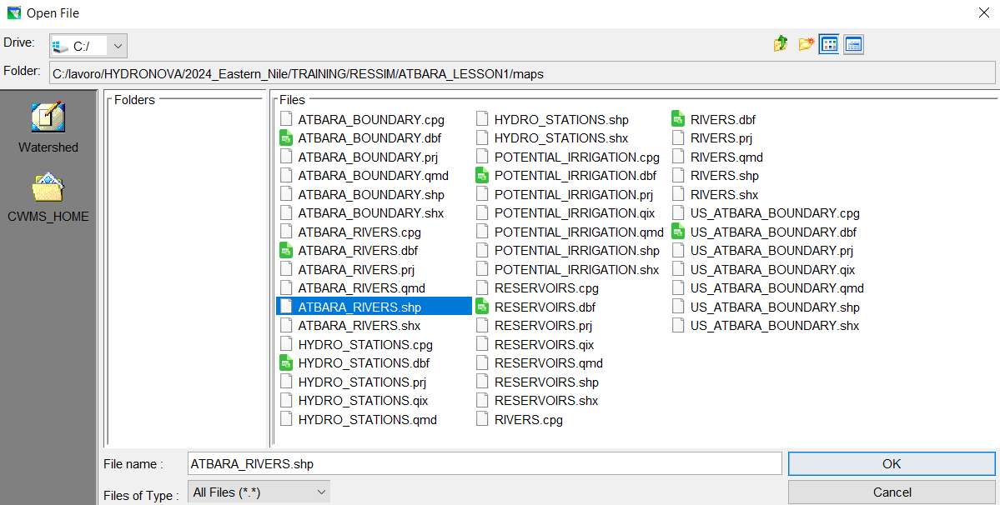 Open File
Drive:
C:/
Folder:
C:/lavoro/HYDRONOVA/2024_Eastern_Nile/TRAINING/RESSIM/ATBARA_LESSON1/maps
Watershed
CWMS_HOME
Folders
Files
ATBARA_BOUNDARY.cpg
ATBARA_BOUNDARY.dbf
ATBARA_BOUNDARY.prj
ATBARA_BOUNDARY.qmd
ATBARA_BOUNDARY.shp
ATBARA_BOUNDARY.shx
ATBARA_RIVERS.cpg
ATBARA_RIVERS.dbf
ATBARA_RIVERS.prj
ATBARA_RIVERS.qmd
ATBARA_RIVERS.shp
ATBARA_RIVERS.shx
HYDRO_STATIONS.cpg
HYDRO_STATIONS.dbf
HYDRO_STATIONS.prj
HYDRO_STATIONS.qix
HYDRO_STATIONS.qmd
HYDRO_STATIONS.shp
HYDRO_STATIONS.shx
POTENTIAL_IRRIGATION.cpg
POTENTIAL_IRRIGATION.dbf
POTENTIAL_IRRIGATION.prj
POTENTIAL_IRRIGATION.qix
POTENTIAL_IRRIGATION.qmd
POTENTIAL_IRRIGATION.shp
POTENTIAL_IRRIGATION.shx
RESERVOIRS.cpg
RESERVOIRS.dbf
RESERVOIRS.prj
RESERVOIRS.qix
RESERVOIRS.qmd
RESERVOIRS.shp
RESERVOIRS.shx
RIVERS.cpg
RIVERS.dbf
RIVERS.prj
RIVERS.qmd
RIVERS.shp
RIVERS.shx
US_ATBARA_BOUNDARY.cpg
US_ATBARA_BOUNDARY.dbf
US_ATBARA_BOUNDARY.prj
US_ATBARA_BOUNDARY.qix
US_ATBARA_BOUNDARY.qmd
US_ATBARA_BOUNDARY.shp
US_ATBARA_BOUNDARY.shx
File name :
ATBARA_RIVERS.shp
OK
Files of Type :
All Files (*.*)
Cancel